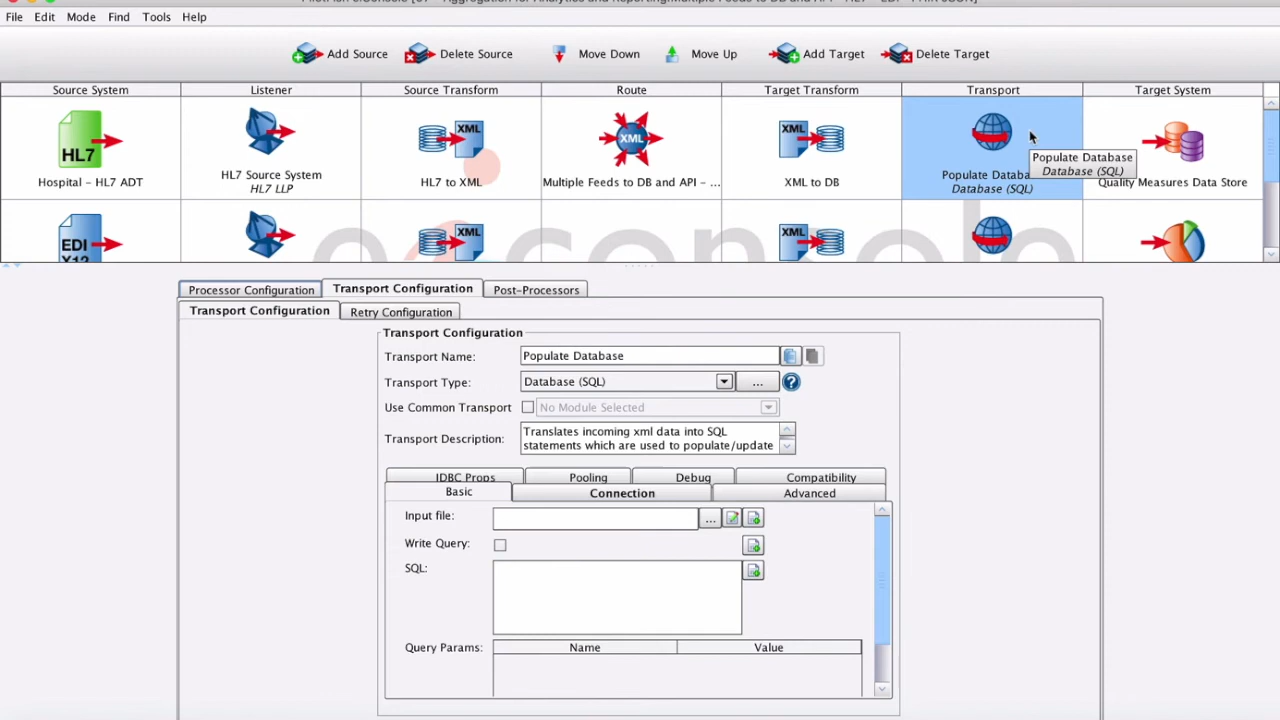 File Edit Mode Find Tools Help
Add Source Delete Source Move Down Move Up Add Target Delete Target
Source System Listener Source Transform Route Target Transform Transport Target System
HL7
XML
XML
XML
Hospital – HL7 ADT
HL7 Source System
HL7 LLP
HL7 to XML
Multiple Feeds to DB and API – ...
XML to DB
Populate Databa
Database (SQL)
Populate Database
Database (SQL)
Quality Measures Data Store
EDI
X12
XML
XML
Processor Configuration Transport Configuration Post-Processors
Transport Configuration Retry Configuration
Transport Configuration
Transport Name: Populate Database
Transport Type: Database (SQL) ... ?
Use Common Transport No Module Selected
Transport Description: Translates incoming xml data into SQL
statements which are used to populate/update
JDBC Props Pooling Debug Compatibility
Basic Connection Advanced
Input file: ...
Write Query:
SQL:
Query Params: Name Value